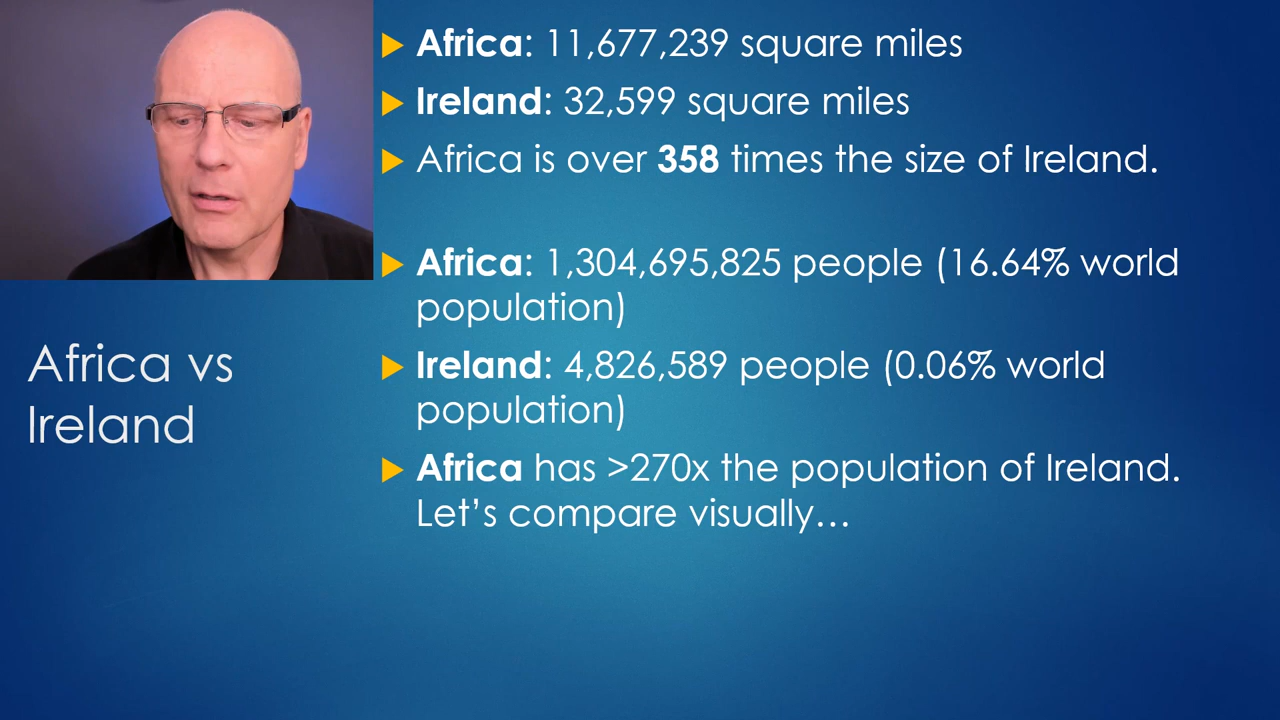 Africa: 11,677,239 square miles
Ireland: 32,599 square miles
Africa is over 358 times the size of Ireland.
Africa: 1,304,695,825 people (16.64% world
population)
Ireland: 4,826,589 people (0.06% world
population)
Africa has >270x the population of Ireland.
Let's compare visually…
Africa vs
Ireland